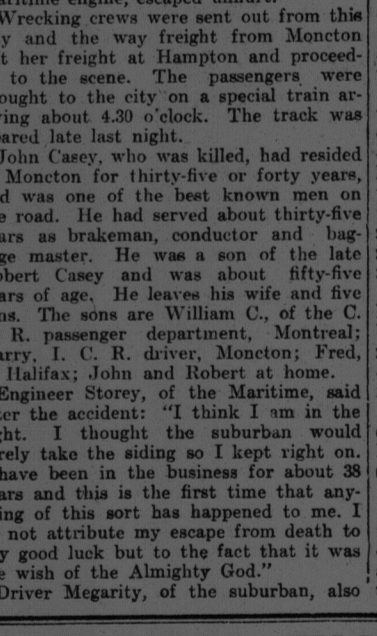 aritime engine, escaped
Wrecking crews were sent out from this
y and the way freight from Moncton
t her freight at Hampton and proceed-
to the scene. The passengers were
ought to the city on a special train ar-
ing about 4.30 o'clock. The track was
eared late last night.
John Casey, who was killed, had resided
Moncton for thirty-five or forty years,
d was one of the best known men on
e road. He had served about thirty-five
ars as brakeman, conductor and bag-
ge master. He was a son of the late
obert Casey and was about fifty-five
ars of age. He leaves his wife and five
ns. The sons are William C., of the C.
R. passenger department, Montreal;
arry, I. C. R. driver, Moncton; Fred,
Halifax; John and Robert at home.
Engineer Storey, of the Maritime, said
ter the accident: "I think I am in the
ght. I thought the suburban would
rely take the siding so I kept right on.
have been in the business for about 38
ars and this is the first time that any-
ing of this sort has happened to me. I
not attribute my escape from death to
y good luck but to the fact that it was
e wish of the Almighty God."
Driver Megarity, of the suburban, also